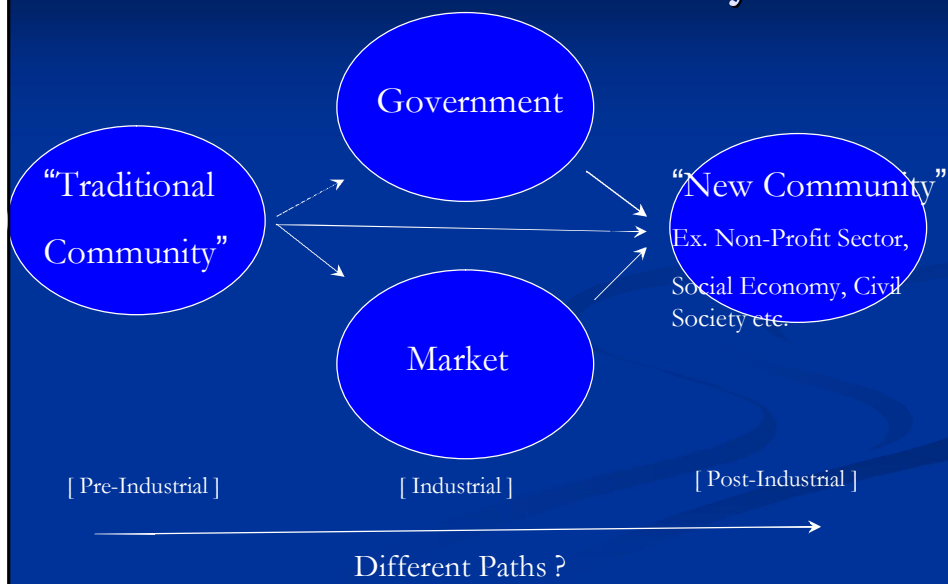 Government
“Traditional
Community”
“New Community”
Ex. Non-Profit Sector,
Social Economy, Civil
Society etc.
Market
[ Pre-Industrial ]
[ Industrial ]
[ Post-Industrial ]
Different Paths ?